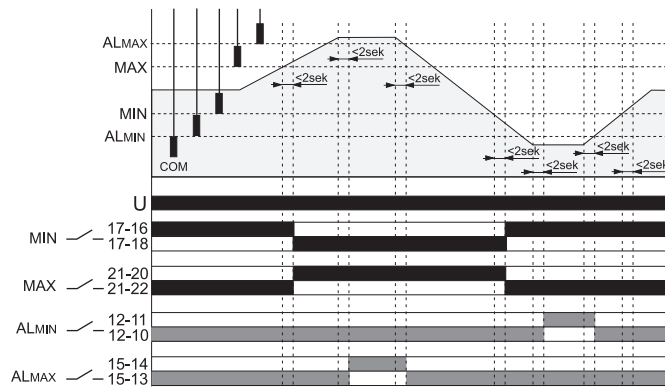 ALMAX
MAX
MIN
ALMIN
COM
<2sek
<2sek
<2sek
<2sek
<2sek
<2sek
<2sek
U
MIN
17-16
17-18
MAX
21-20
21-22
ALMIN
12-11
12-10
ALMAX
15-14
15-13